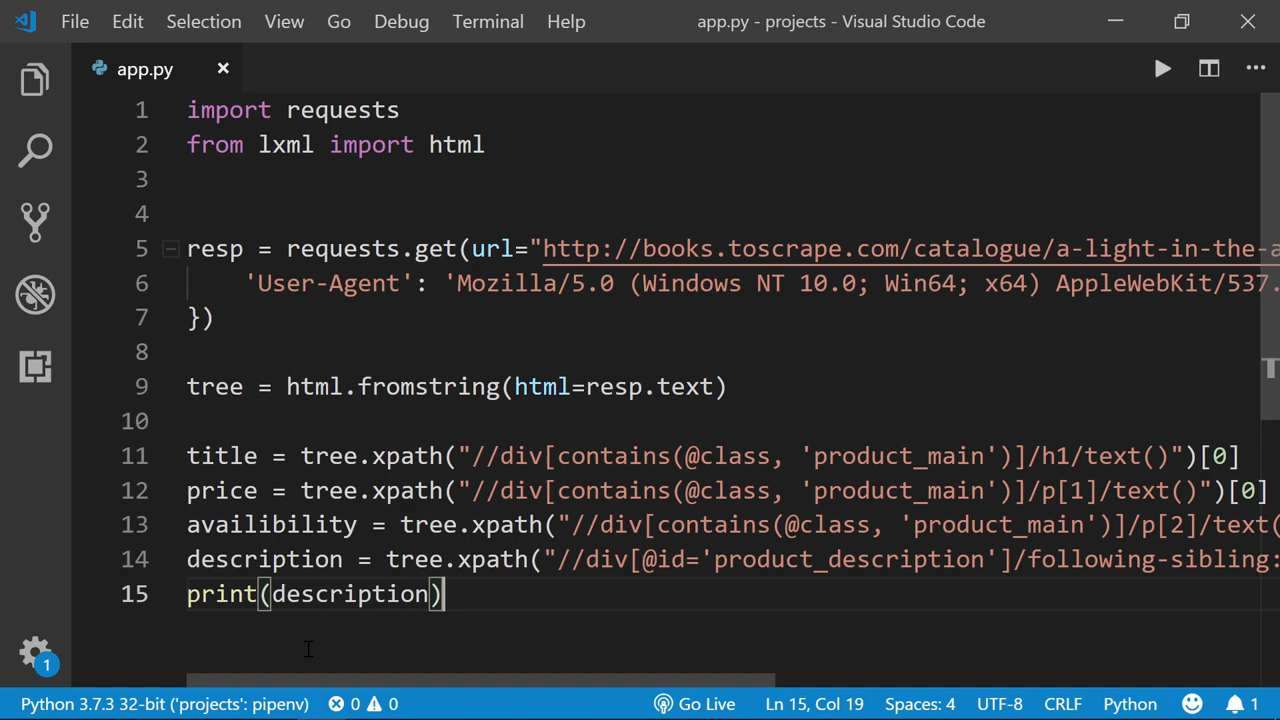 File Edit Selection View Go Debug Terminal Help app.py - projects - Visual Studio Code
app.py
1 import requests
2 from lxml import html
3
4
5 resp = requests.get(url="http://books.toscrape.com/catalogue/a-light-in-the-a
6 'User-Agent': 'Mozilla/5.0 (Windows NT 10.0; Win64; x64) AppleWebKit/537.
7 })
8
9 tree = html.fromstring(html=resp.text)
10
11 title = tree.xpath("//div[contains(@class, 'product_main')]/h1/text()")[0]
12 price = tree.xpath("//div[contains(@class, 'product_main')]/p[1]/text()")[0]
13 availibility = tree.xpath("//div[contains(@class, 'product_main')]/p[2]/text(
14 description = tree.xpath("//div[@id='product_description']/following-sibling:
15 print(description)
1
Python 3.7.3 32-bit ('projects': pipenv) 0 0 Go Live Ln 15, Col 19 Spaces: 4 UTF-8 CRLF Python 1